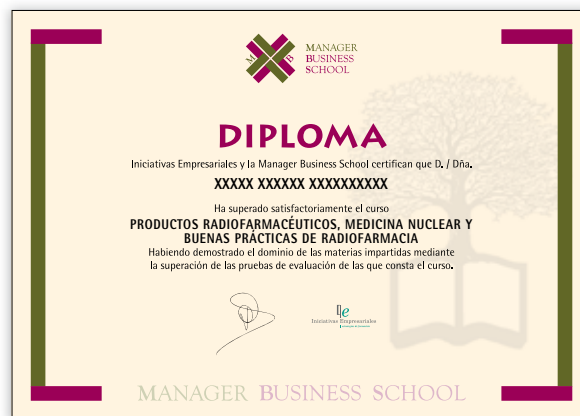 M B
MANAGER
BUSINESS
SCHOOL
DIPLOMA
Iniciativas Empresariales y la Manager Business School certifican que D. / Dña.
XXXXX XXXXXX XXXXXXXXXX
Ha superado satisfactoriamente el curso
PRODUCTOS RADIOFARMACÉUTICOS, MEDICINA NUCLEAR Y
BUENAS PRÁCTICAS DE RADIOFARMACIA
Habiendo demostrado el dominio de las materias impartidas mediante
la superación de las pruebas de evaluación de las que consta el curso.
Iniciativas Empresariales
MANAGER BUSINESS SCHOOL